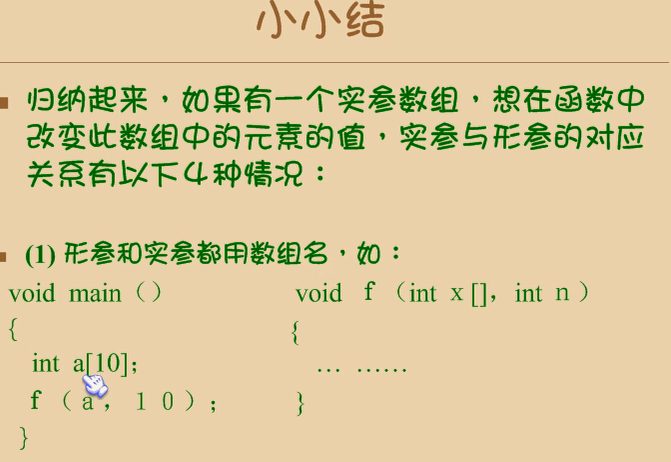 小小结
归纳起来，如果有一个实参数组，想在函数中
改变此数组中的元素的值，实参与形参的对应
关系有以下4种情况：
(1) 形参和实参都用数组名，如：
void main（） void f（int x[]，int n）
{ {
int a[10]; … ……
f（a，10）; }
}